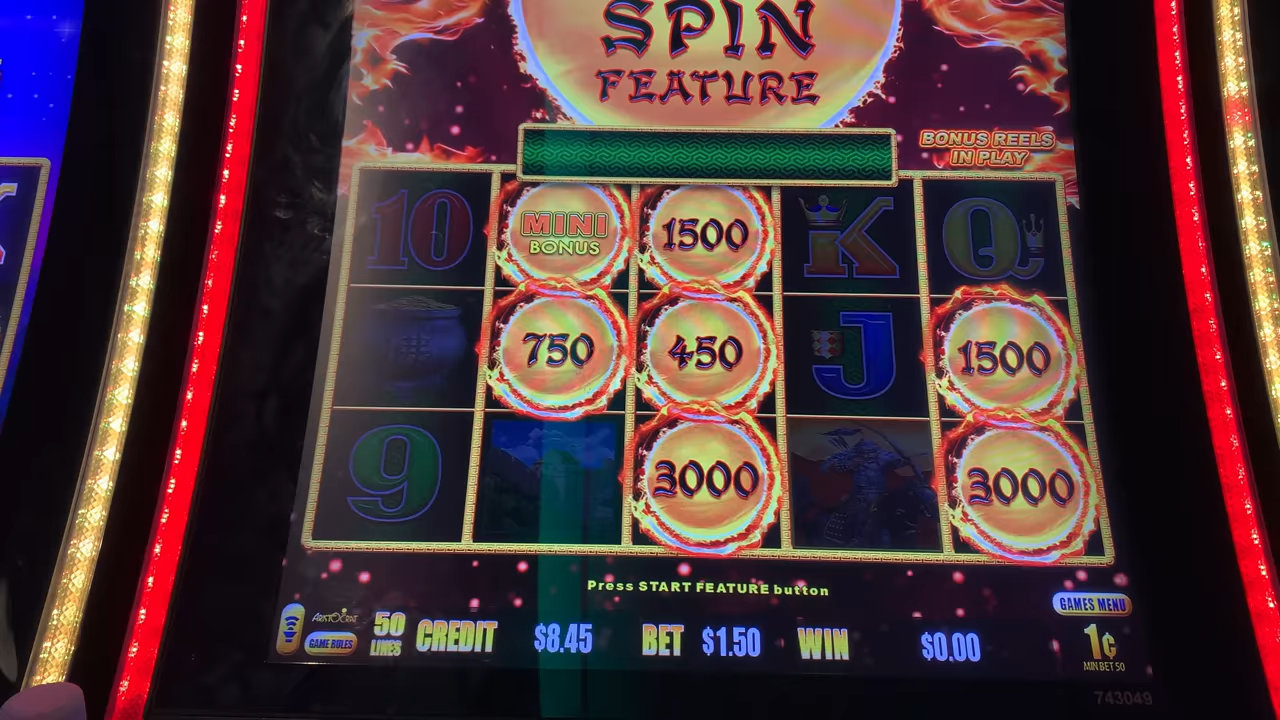 SPIN
FEATURE
BONUS REELS
IN PLAY
10
MINI
BONUS
1500
K
Q
750
450
J
1500
9
3000
3000
Press START FEATURE button
GAMES MENU
ARISTOCRAT
GAME RULES
50
LINES
CREDIT
$8.45
BET
$1.50
WIN
$0.00
1¢
MIN BET 50
743049